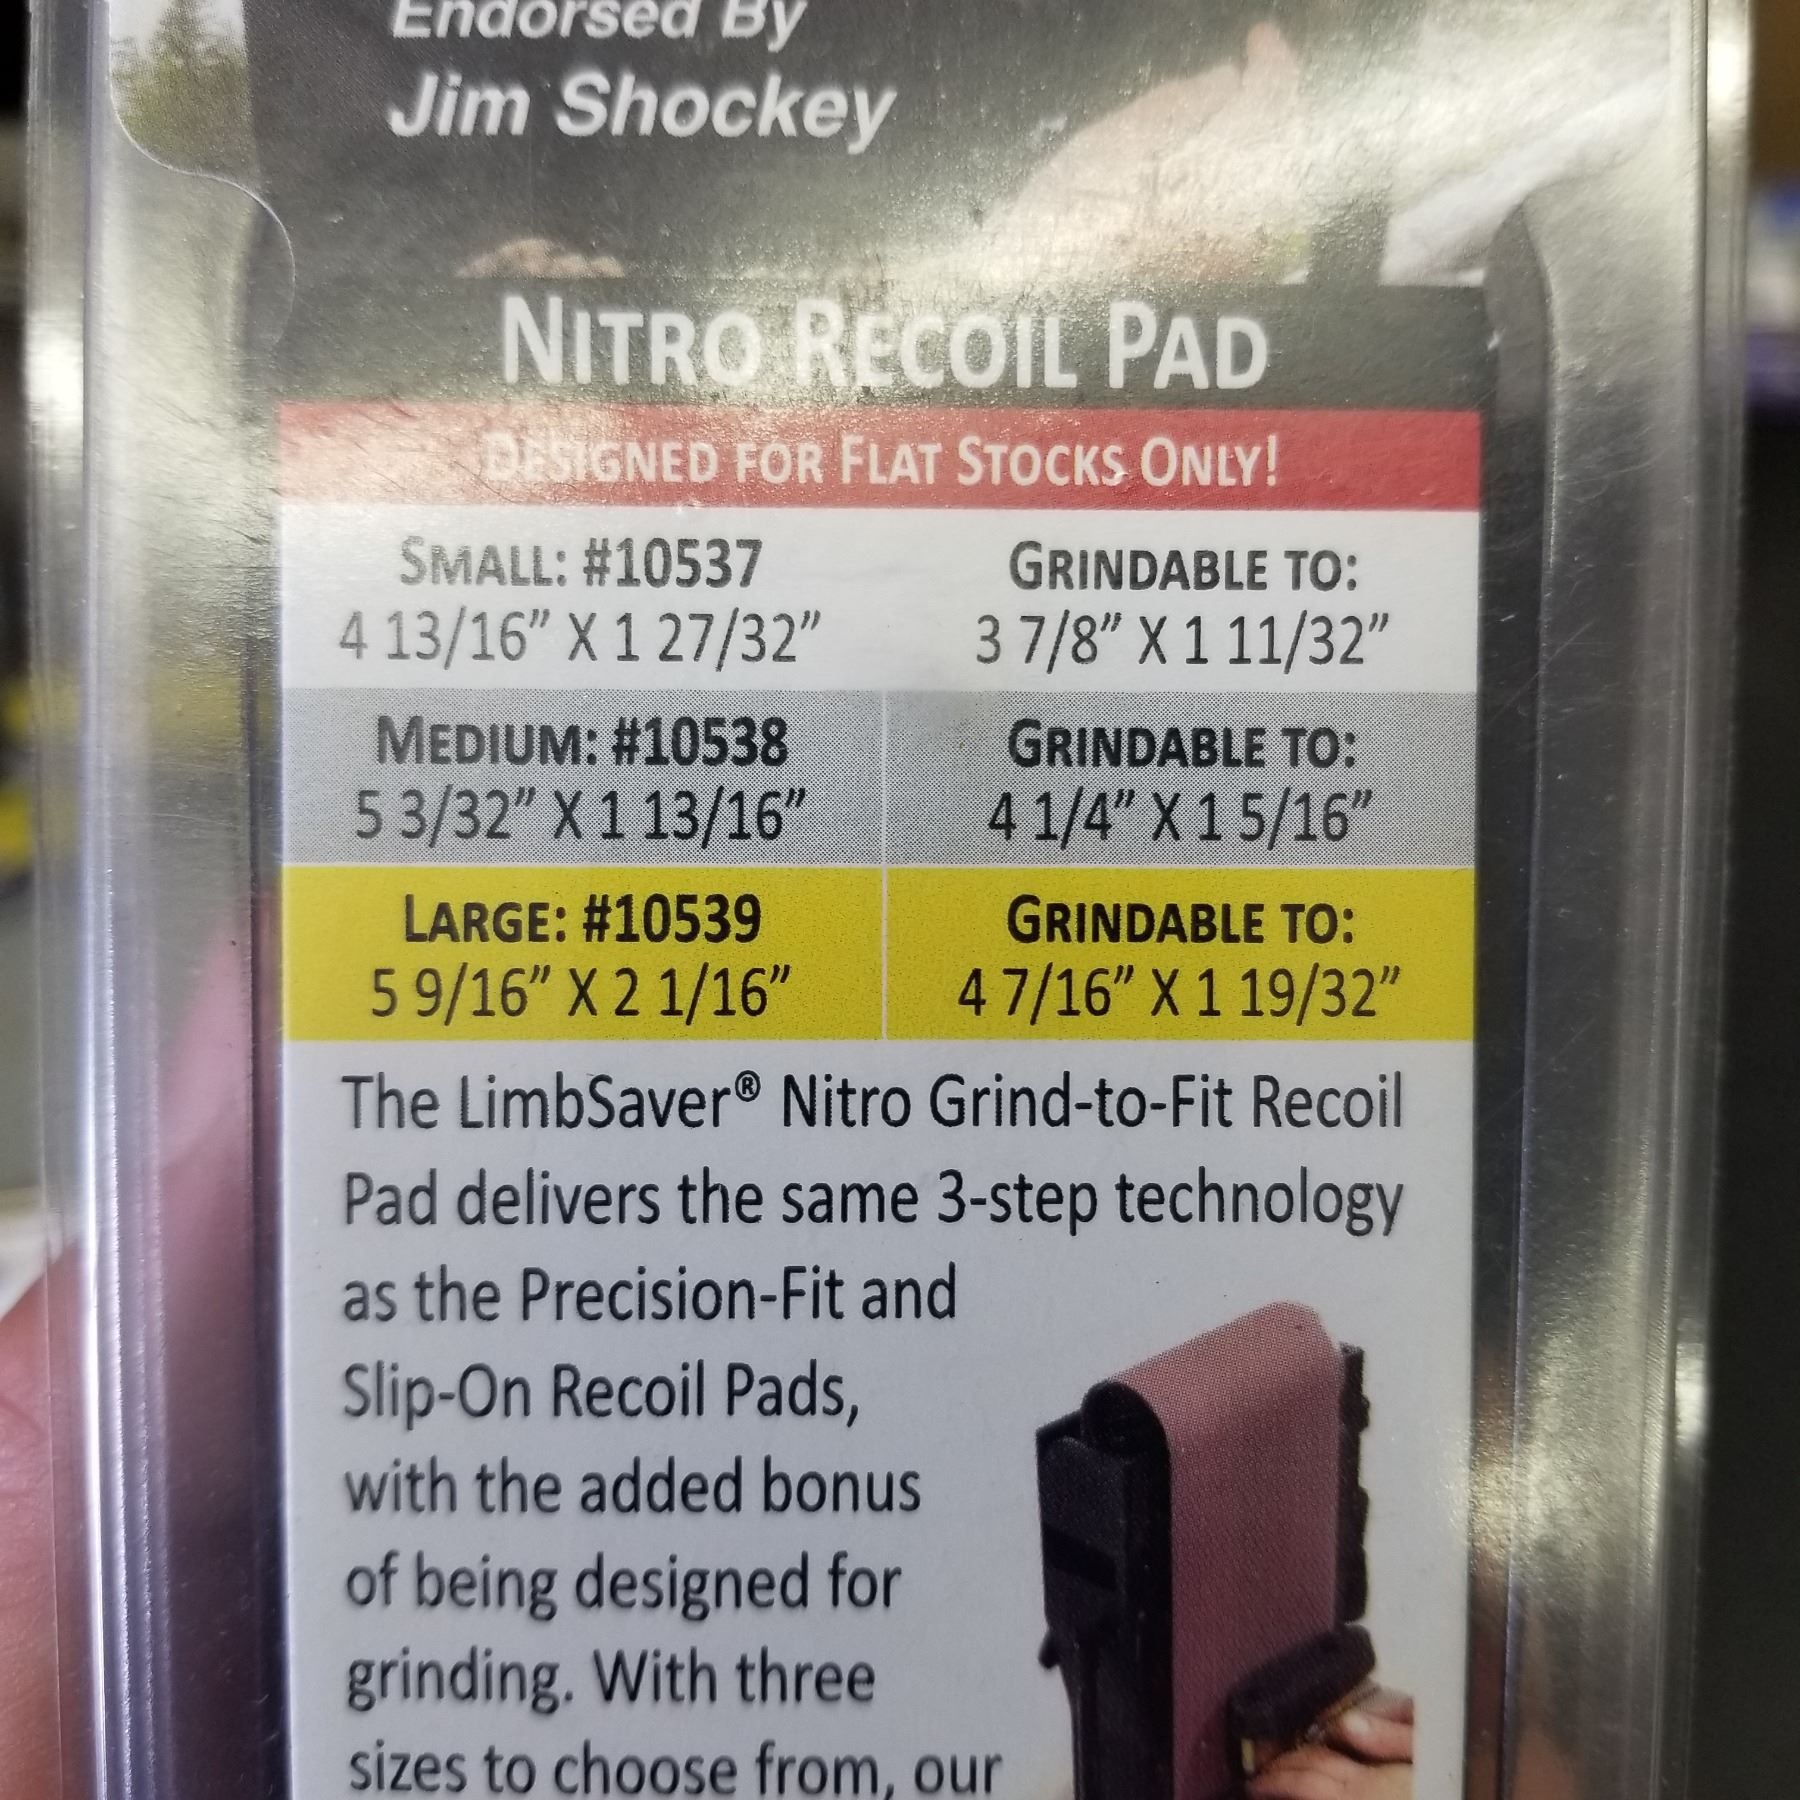 Endorsed By
Jim Shockey
NITRO RECOIL PAD
DESIGNED FOR FLAT STOCKS ONLY!
SMALL: #10537
4 13/16” X 1 27/32”
GRINDABLE TO:
3 7/8” X 1 11/32”
MEDIUM: #10538
5 3/32” X 1 13/16”
GRINDABLE TO:
4 1/4” X 1 5/16”
LARGE: #10539
5 9/16” X 2 1/16”
GRINDABLE TO:
4 7/16” X 1 19/32”
The LimbSaver® Nitro Grind-to-Fit Recoil
Pad delivers the same 3-step technology
as the Precision-Fit and
Slip-On Recoil Pads,
with the added bonus
of being designed for
grinding. With three
sizes to choose from, our